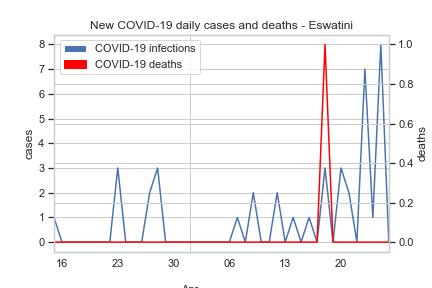 New COVID-19 daily cases and deaths - Eswatini
COVID-19 infections
COVID-19 deaths
cases
8
7
6
5
4
3
2
1
0
1.0
0.8
0.6
0.4
0.2
0.0
deaths
16 23 30 06 13 20